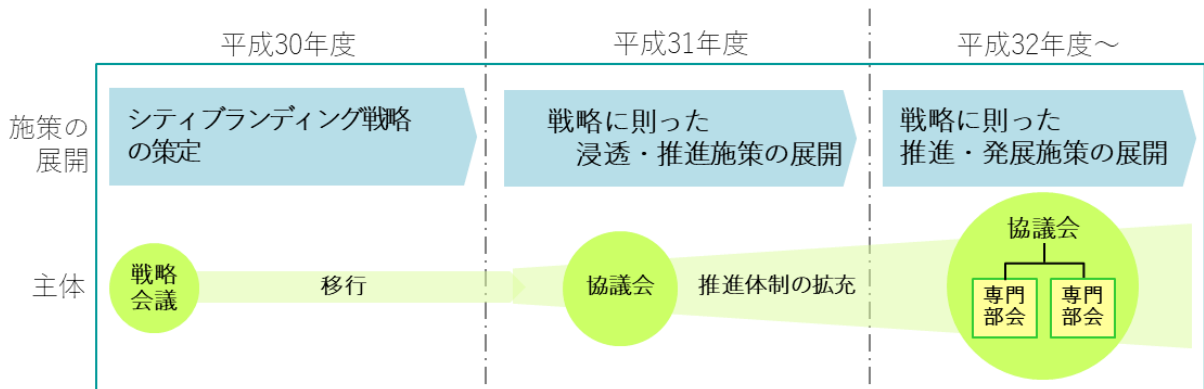 平成30年度
平成31年度
平成32年度～
施策の
展開
シティブランディング戦略
の策定
戦略に則った
浸透・推進施策の展開
戦略に則った
推進・発展施策の展開
主体
戦略
会議
移行
協議会
推進体制の拡充
協議会
専門
部会
専門
部会